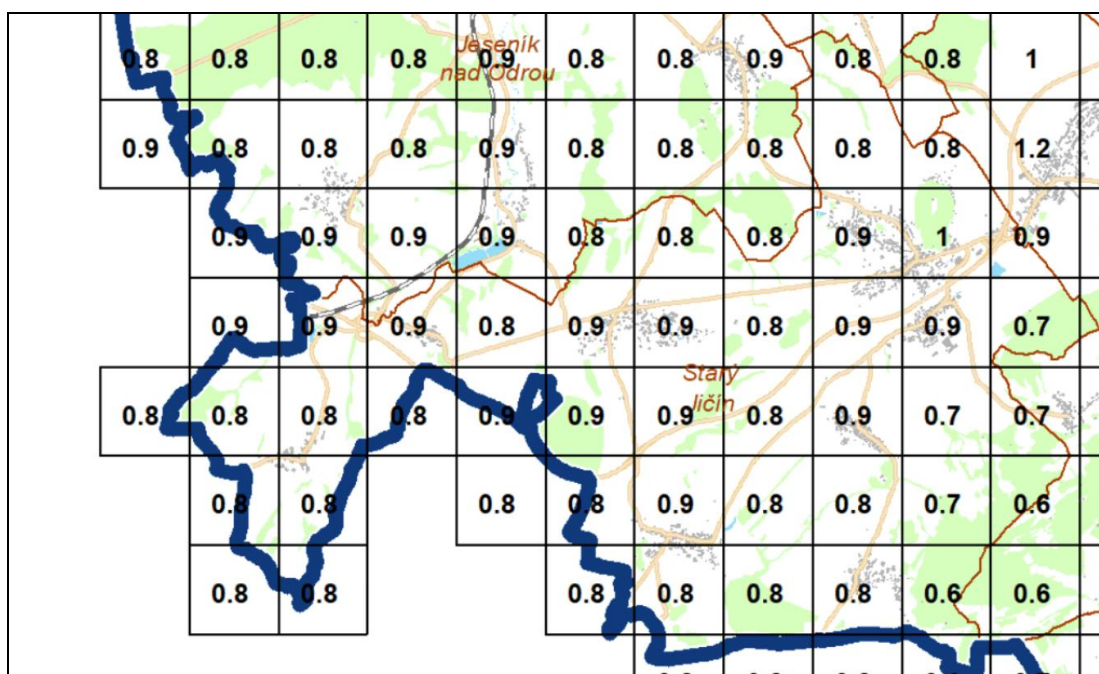 0.8 0.8 0.8 0.8 0.9 0.8 0.8 0.9 0.8 0.8 1
Jeseník
nad Odrou
0.9 0.8 0.8 0.8 0.9 0.8 0.8 0.8 0.8 0.8 1.2
0.9 0.9 0.9 0.9 0.8 0.8 0.8 0.9 1 0.9
0.9 0.9 0.9 0.8 0.9 0.9 0.8 0.9 0.9 0.7
Starý
Jičín
0.8 0.8 0.8 0.8 0.9 0.9 0.9 0.8 0.9 0.7 0.7
0.8 0.8 0.8 0.8 0.9 0.8 0.8 0.7 0.6
0.8 0.8 0.8 0.8 0.8 0.8 0.6 0.6